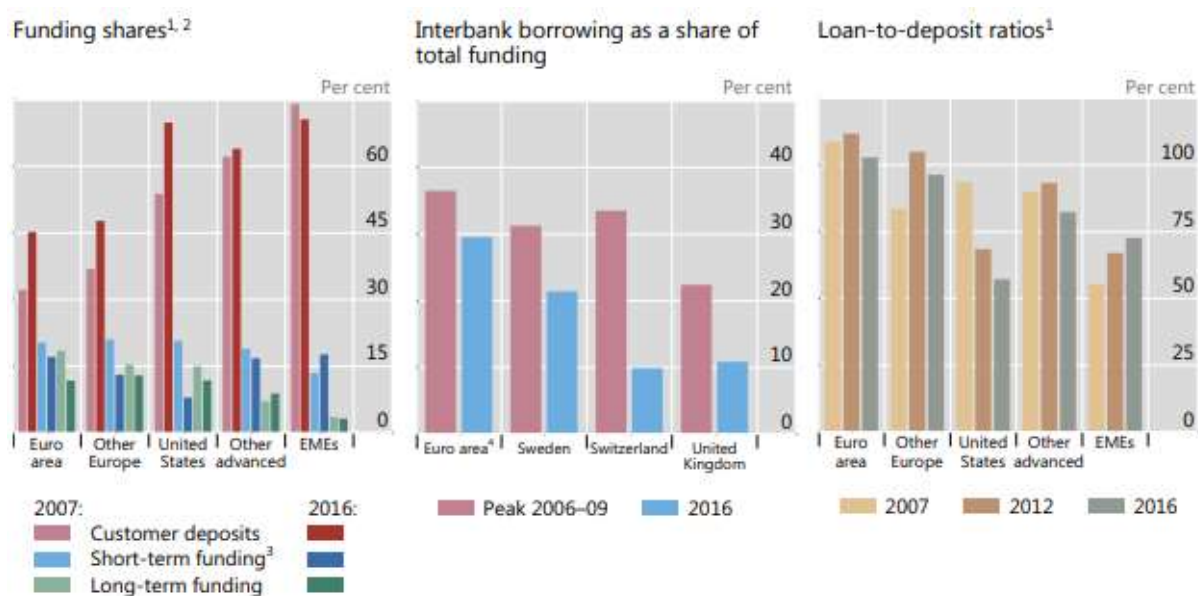 Funding shares1, 2
Per cent
60
45
30
15
0
Euro area
Other Europe
United States
Other advanced
EMEs
2007:
2016:
Customer deposits
Short-term funding3
Long-term funding
Interbank borrowing as a share of
total funding
Per cent
40
30
20
10
0
Euro area4
Sweden
Switzerland
United Kingdom
Peak 2006–09
2016
Loan-to-deposit ratios1
Per cent
100
75
50
25
0
Euro area
Other Europe
United States
Other advanced
EMEs
2007
2012
2016